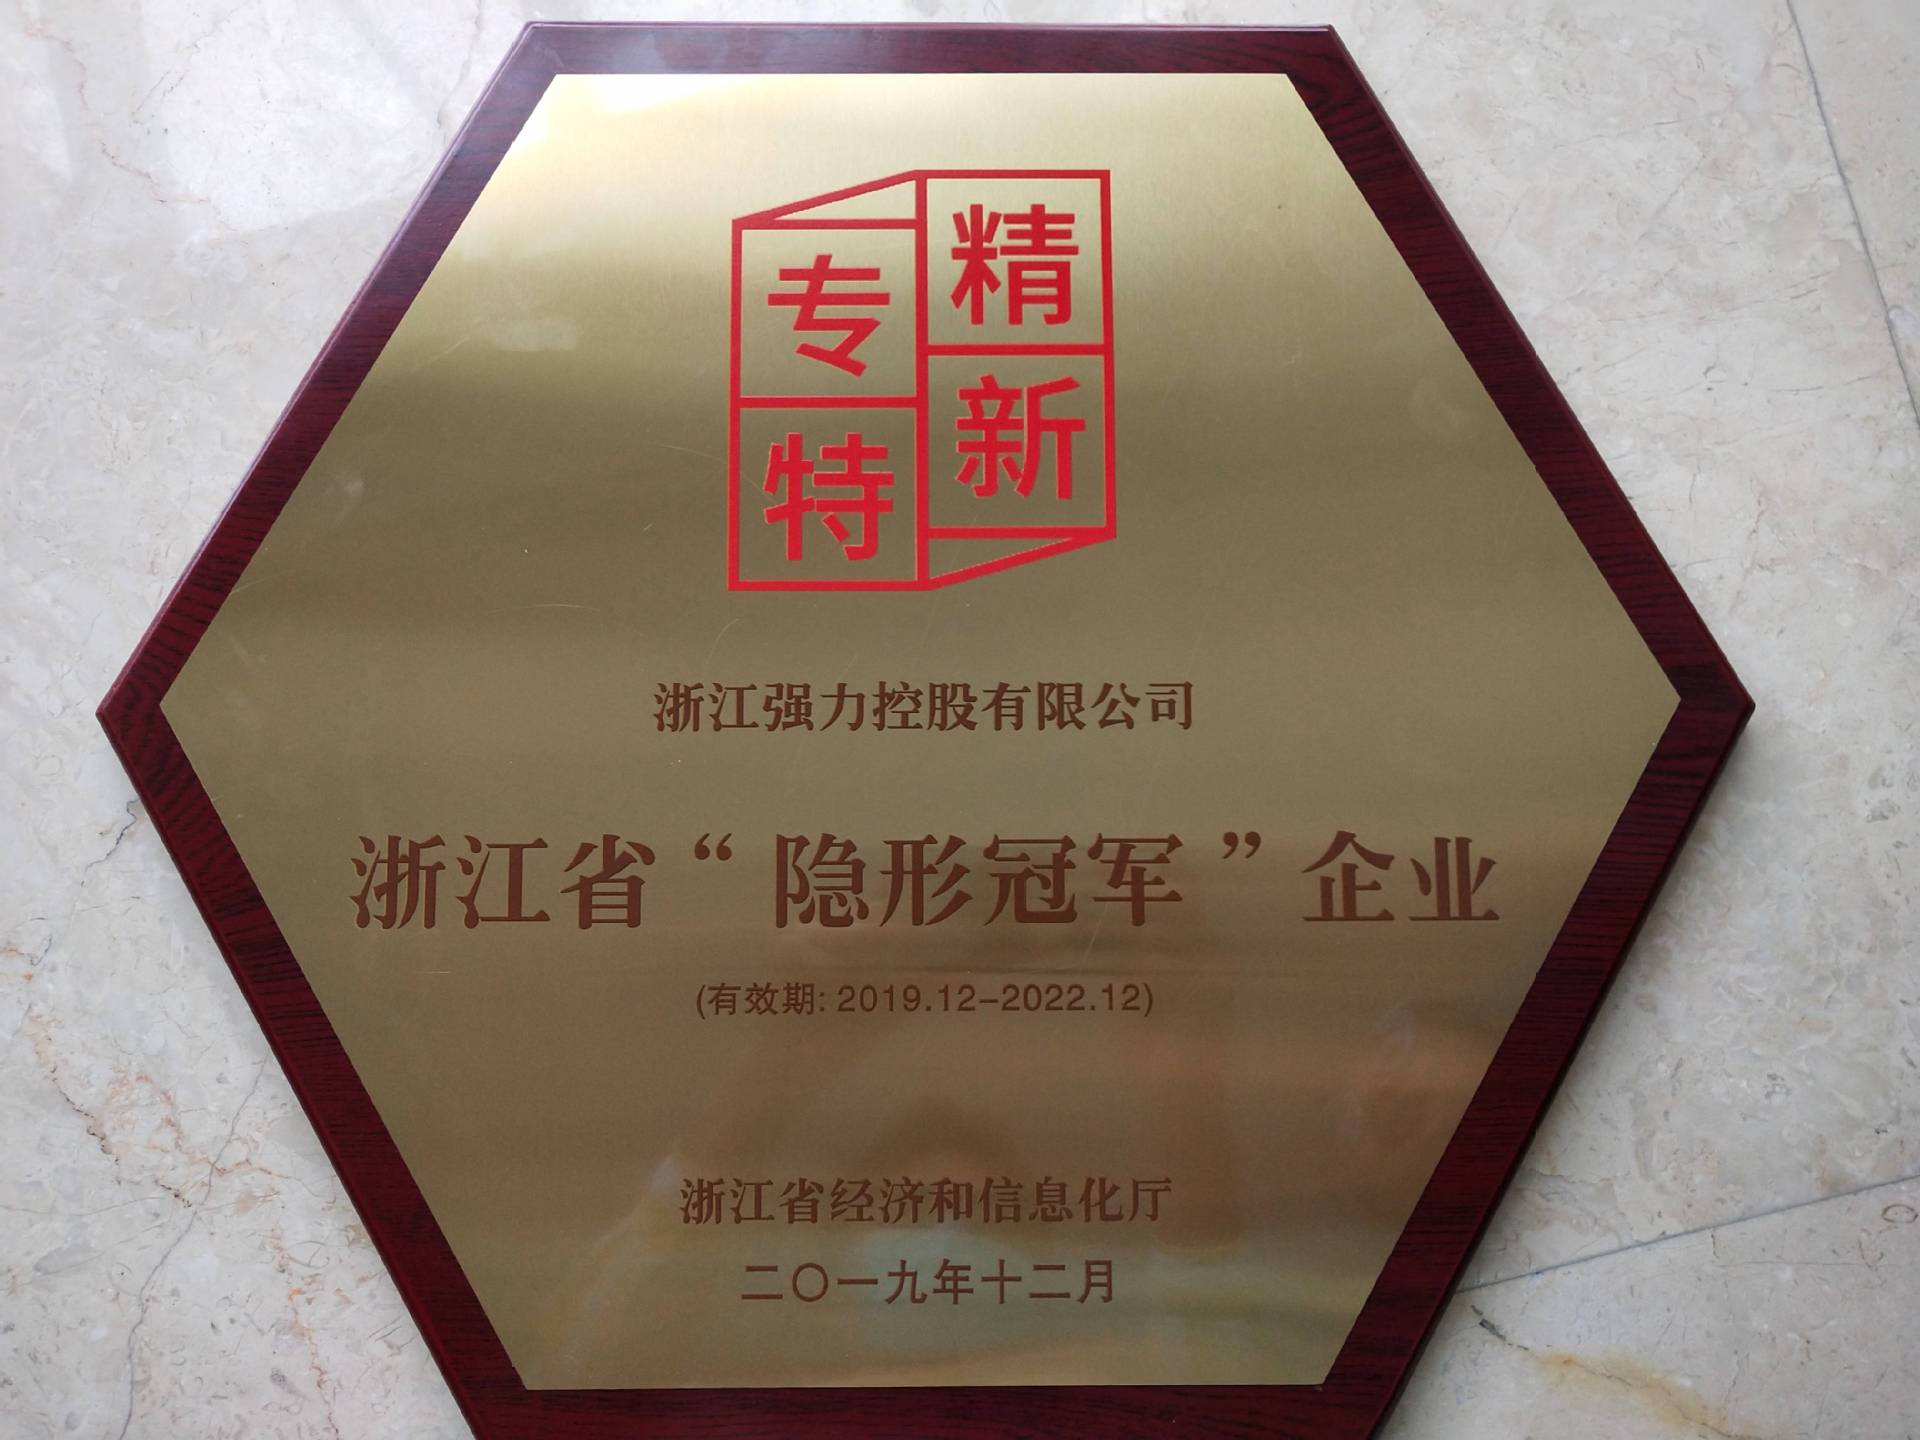 专精
特新
浙江强力控股有限公司
浙江省“隐形冠军”企业
(有效期: 2019.12-2022.12)
浙江省经济和信息化厅
二〇一九年十二月